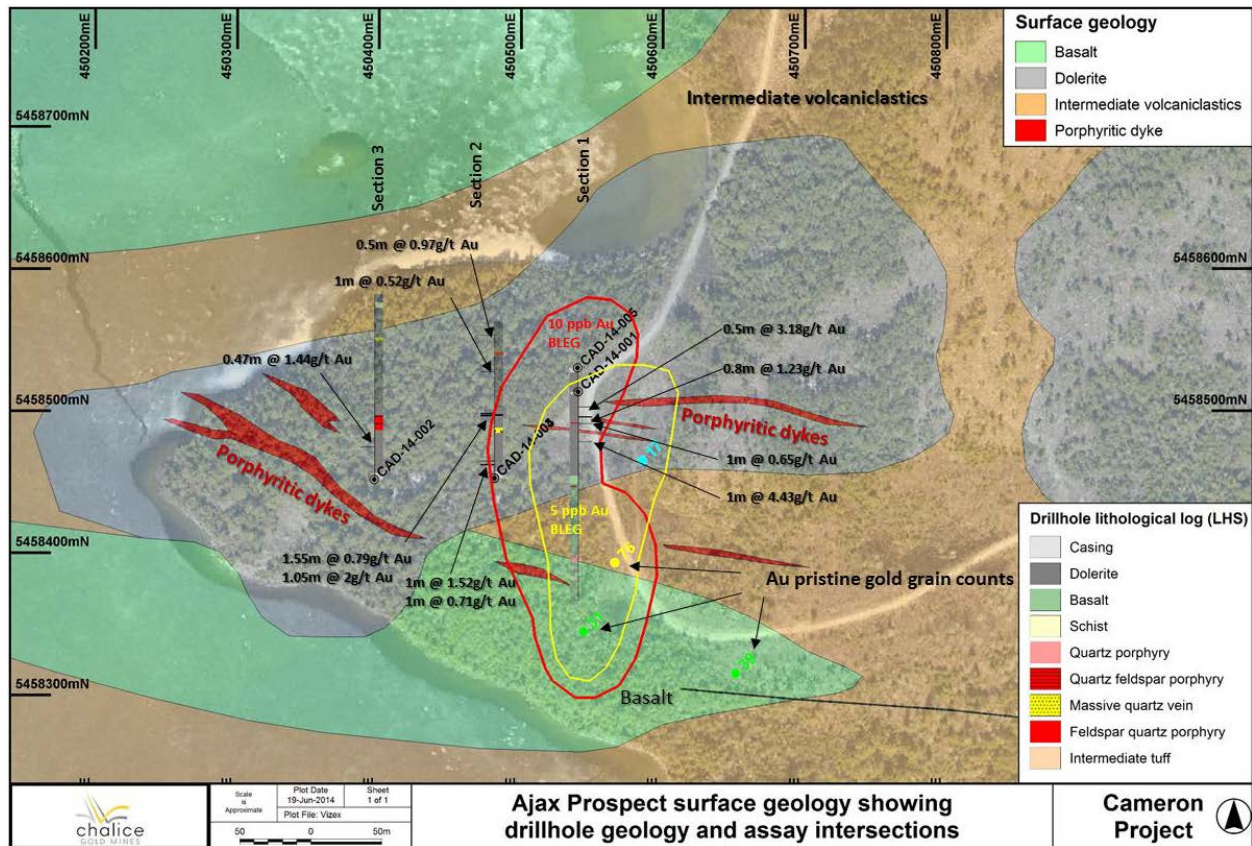 450200mE
450300mE
450400mE
450500mE
450600mE
450700mE
450800mE
Surface geology
Basalt
Dolerite
Intermediate volcaniclastics
Porphyritic dyke
Intermediate volcaniclastics
5458700mN
Section 3
Section 2
Section 1
0.5m @ 0.97g/t Au
5458600mN
5458600mN
1m @ 0.52g/t Au
10 ppb Au
BLEG
CAD-14-005
CAD-14-001
0.5m @ 3.18g/t Au
0.47m @ 1.44g/t Au
0.8m @ 1.23g/t Au
5458500mN
5458500mN
Porphyritic dykes
Porphyritic dykes
CAD-14-002
17
1m @ 0.65g/t Au
1m @ 4.43g/t Au
5 ppb Au
BLEG
Drillhole lithological log (LHS)
Casing
Dolerite
Basalt
Schist
Quartz porphyry
Quartz feldspar porphyry
Massive quartz vein
Feldspar quartz porphyry
Intermediate tuff
5458400mN
1.55m @ 0.79g/t Au
1.05m @ 2g/t Au
1m @ 1.52g/t Au
1m @ 0.71g/t Au
Au pristine gold grain counts
5458300mN
Basalt
chalice
GOLD MINES
Scale
is
Approximate
Plot Date
19-Jun-2014
Sheet
1 of 1
Plot File: Vizex
50 0 50m
Ajax Prospect surface geology showing
drillhole geology and assay intersections
Cameron
Project